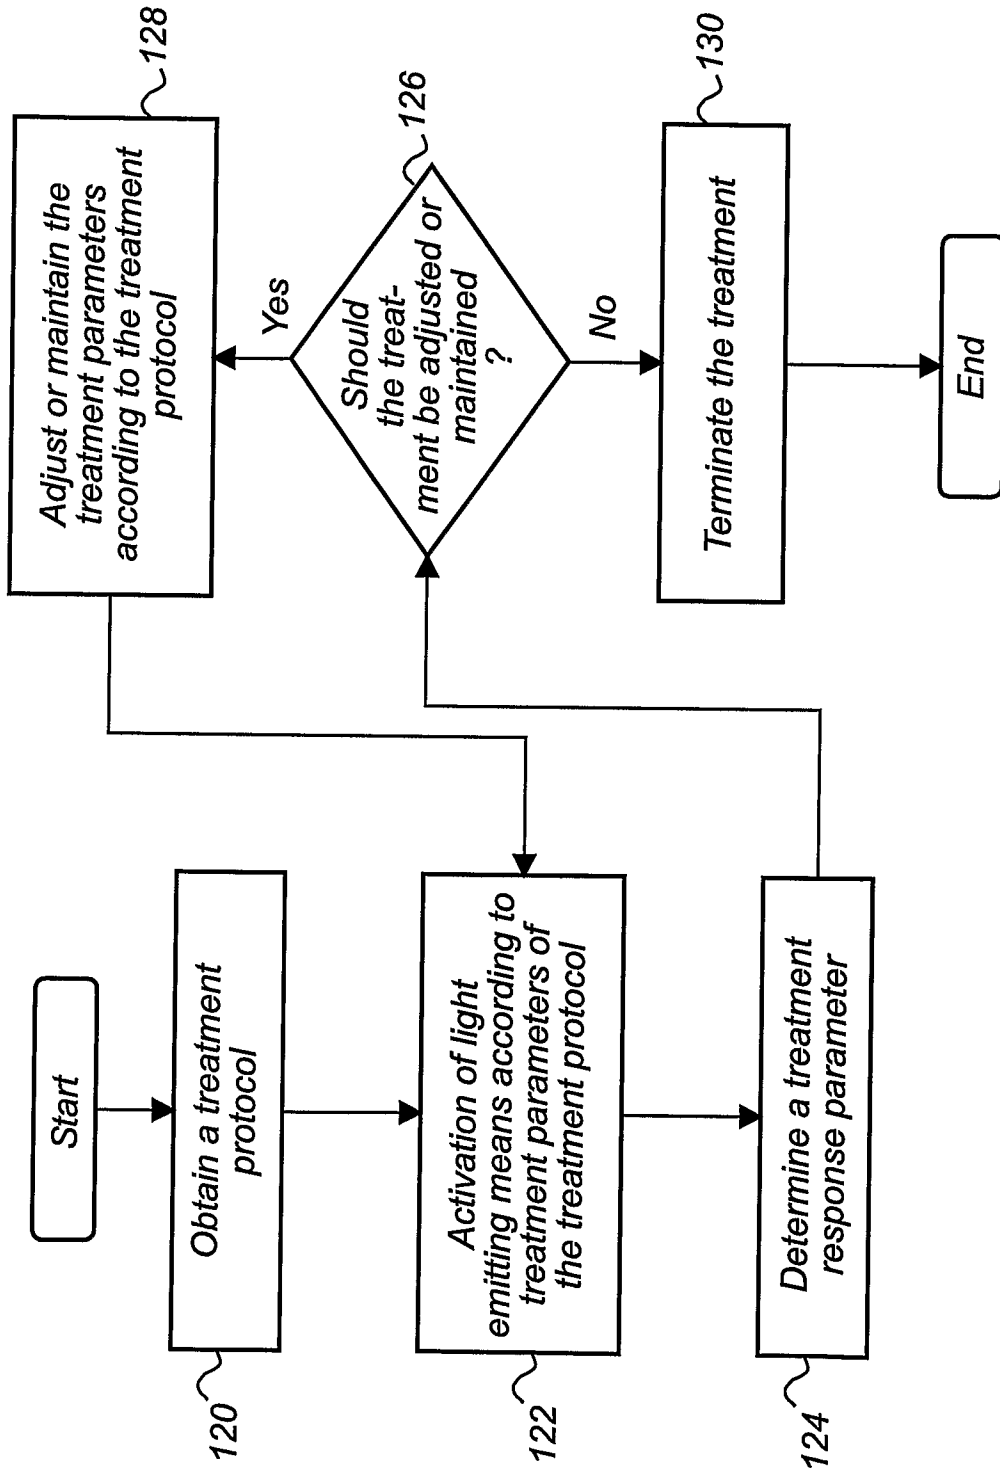 Start
Obtain a treatment
protocol
120
Activation of light
emitting means according to
treatment parameters of
the treatment protocol
122
Determine a treatment
response parameter
124
Adjust or maintain the
treatment parameters
according to the treatment
protocol
128
Yes
Should
the treat-
ment be adjusted or
maintained
?
126
No
Terminate the treatment
130
End